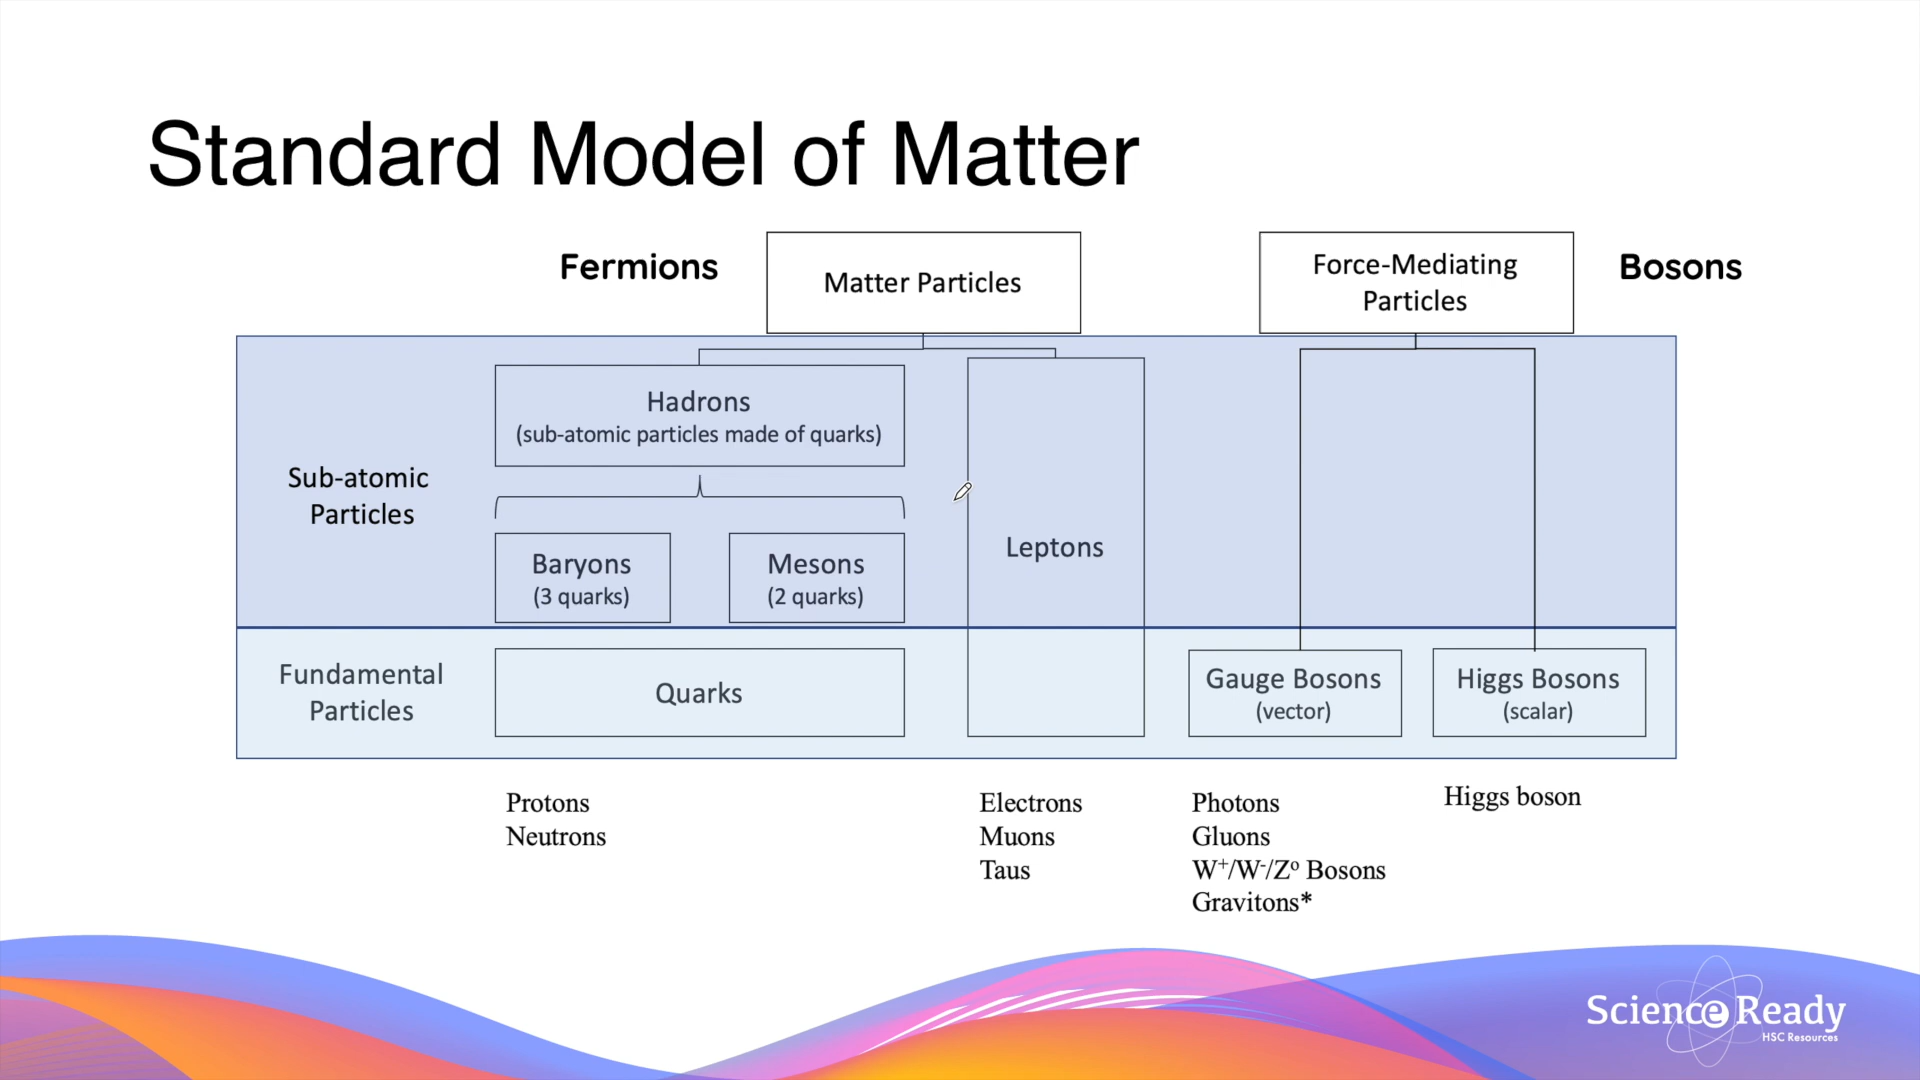 Standard Model of Matter
Fermions
Matter Particles
Force-Mediating
Particles
Bosons
Hadrons
(sub-atomic particles made of quarks)
Sub-atomic
Particles
Baryons
(3 quarks)
Mesons
(2 quarks)
Leptons
Fundamental
Particles
Quarks
Gauge Bosons
(vector)
Higgs Bosons
(scalar)
Protons
Neutrons
Electrons
Muons
Taus
Photons
Gluons
W⁺/W⁻/Zᵒ Bosons
Gravitons*
Higgs boson
Science Ready
HSC Resources